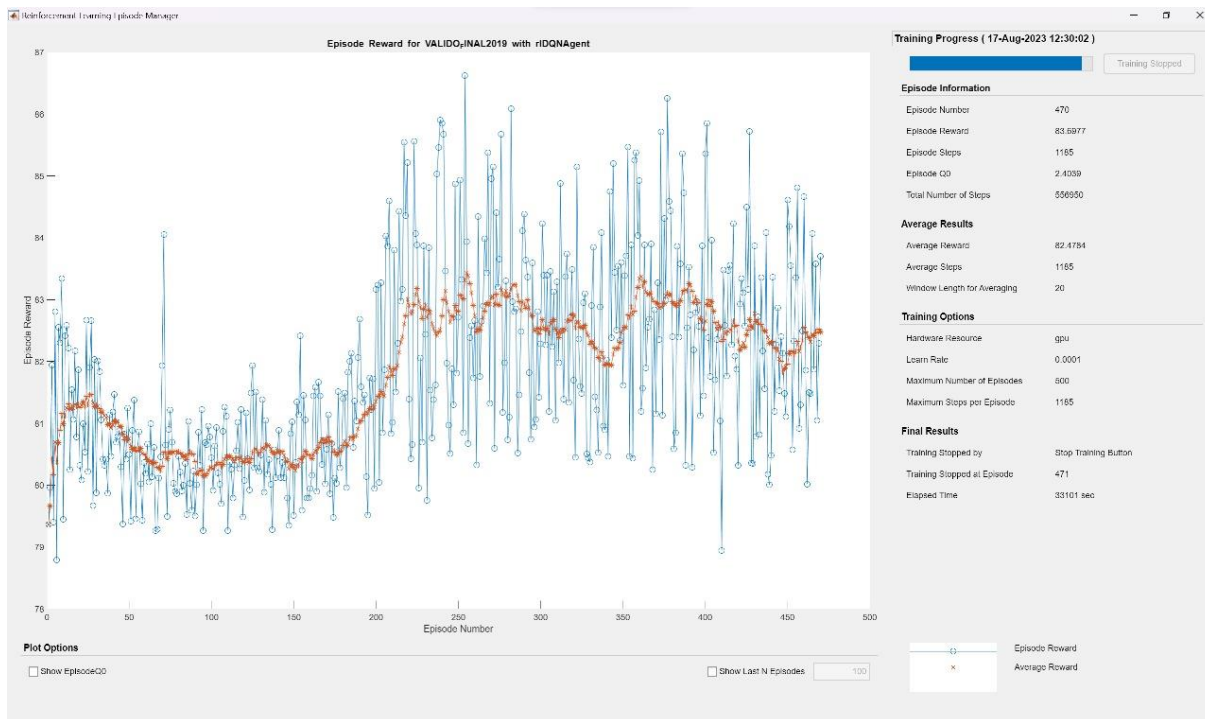 Reinforcement Learning Episode Manager
Episode Reward for VALIDOFINAL2019 with rlDQNAgent
87
86
85
84
83
82
81
80
79
78
Episode Reward
0 50 100 150 200 250 300 350 400 450 500
Episode Number
Plot Options
Show EpisodeQ0
Show Last N Episodes 100
Training Progress ( 17-Aug-2023 12:30:02 )
Training Stopped
Episode Information
Episode Number 470
Episode Reward 83.6977
Episode Steps 1185
Episode Q0 2.4039
Total Number of Steps 556950
Average Results
Average Reward 82.4784
Average Steps 1185
Window Length for Averaging 20
Training Options
Hardware Resource gpu
Learn Rate 0.0001
Maximum Number of Episodes 500
Maximum Steps per Episode 1185
Final Results
Training Stopped by Stop Training Button
Training Stopped at Episode 471
Elapsed Time 33101 sec
Episode Reward
Average Reward